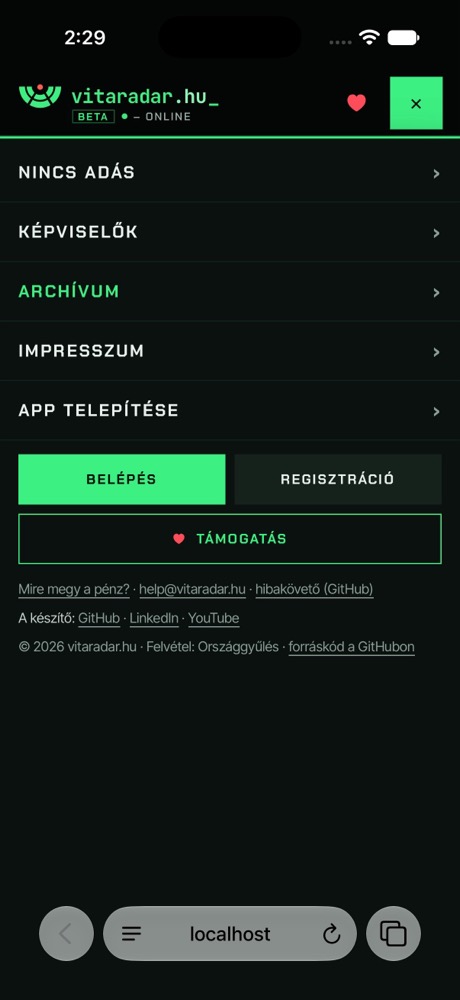 2:29
vitaradar.hu_
BETA ● – ONLINE
×
NINCS ADÁS ›
KÉPVISELŐK ›
ARCHÍVUM ›
IMPRESSZUM ›
APP TELEPÍTÉSE ›
BELÉPÉS REGISZTRÁCIÓ
TÁMOGATÁS
Mire megy a pénz? · help@vitaradar.hu · hibakövető (GitHub)
A készítő: GitHub · LinkedIn · YouTube
© 2026 vitaradar.hu · Felvétel: Országgyűlés · forráskód a GitHubon
localhost